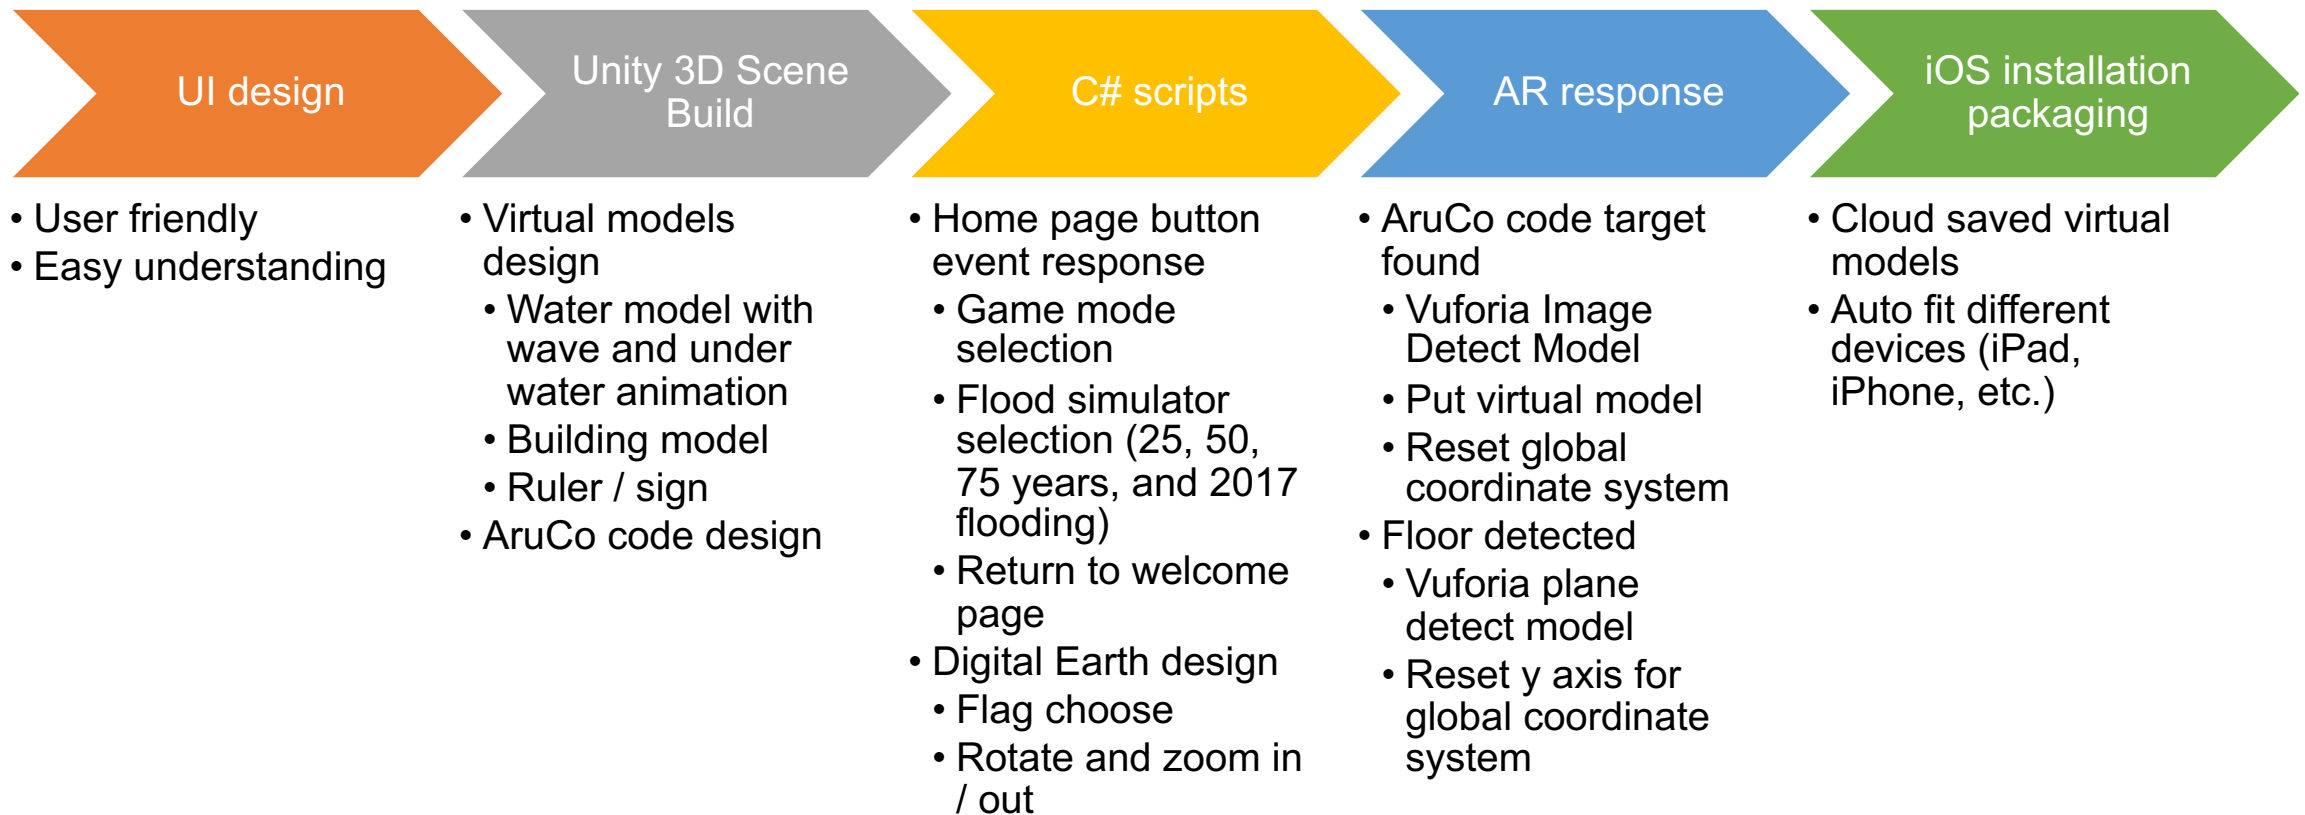 UI design
• User friendly
• Easy understanding
Unity 3D Scene
Build
• Virtual models
design
• Water model with
wave and under
water animation
• Building model
• Ruler / sign
• AruCo code design
C# scripts
• Home page button
event response
• Game mode
selection
• Flood simulator
selection (25, 50,
75 years, and 2017
flooding)
• Return to welcome
page
• Digital Earth design
• Flag choose
• Rotate and zoom in
/ out
AR response
• AruCo code target
found
• Vuforia Image
Detect Model
• Put virtual model
• Reset global
coordinate system
• Floor detected
• Vuforia plane
detect model
• Reset y axis for
global coordinate
system
iOS installation
packaging
• Cloud saved virtual
models
• Auto fit different
devices (iPad,
iPhone, etc.)